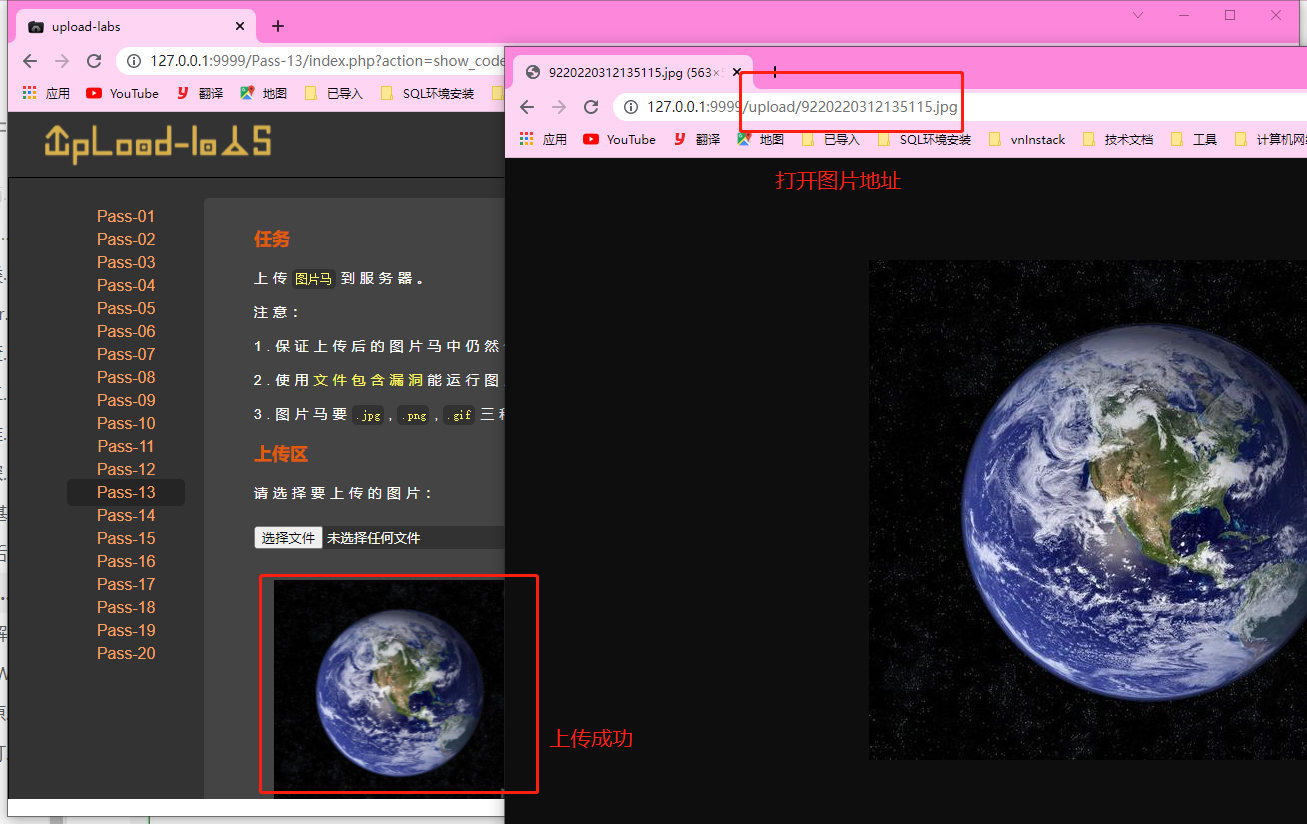 upload-labs
127.0.0.1:9999/Pass-13/index.php?action=show_code
应用 YouTube 翻译 地图 已导入 SQL环境安装
UpLoad-labs
Pass-01
Pass-02
Pass-03
Pass-04
Pass-05
Pass-06
Pass-07
Pass-08
Pass-09
Pass-10
Pass-11
Pass-12
Pass-13
Pass-14
Pass-15
Pass-16
Pass-17
Pass-18
Pass-19
Pass-20
任务
上传 图片马 到服务器。
注意：
1.保证上传后的图片马中仍然
2.使用文件包含漏洞能运行图
3.图片马要 .jpg , .png , .gif 三种
上传区
请选择要上传的图片：
选择文件 未选择任何文件
上传成功
9220220312135115.jpg (563×
127.0.0.1:9999/upload/9220220312135115.jpg
应用 YouTube 翻译 地图 已导入 SQL环境安装 vnInstack 技术文档 工具 计算机网
打开图片地址